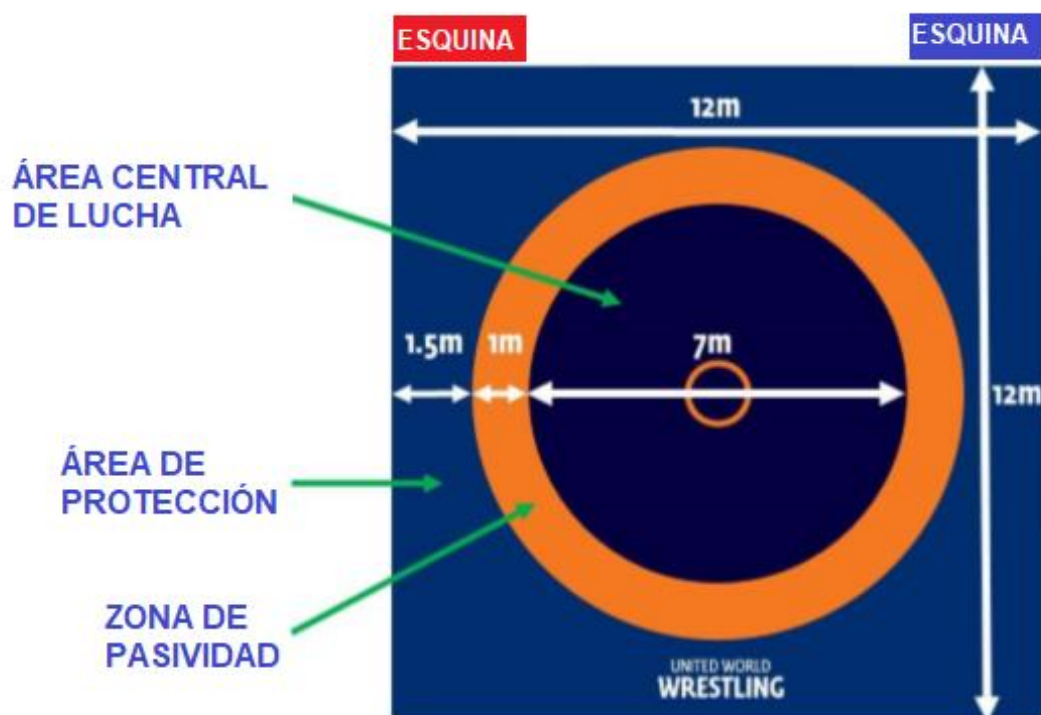 ESQUINA
ESQUINA
12m
ÁREA CENTRAL
DE LUCHA
1.5m
1m
7m
12m
ÁREA DE
PROTECCIÓN
ZONA DE
PASIVIDAD
UNITED WORLD
WRESTLING